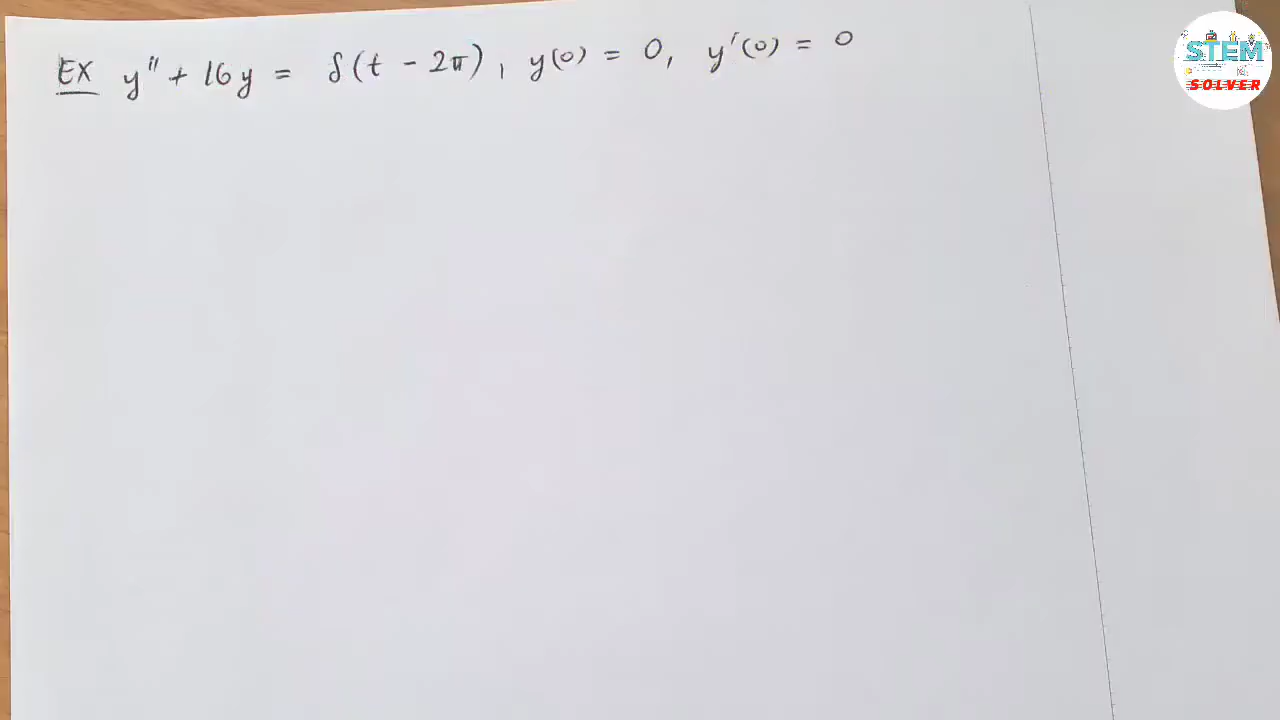 EX y'' + 16y = δ(t - 2π), y(0) = 0, y'(0) = 0
STEM
SOLVER